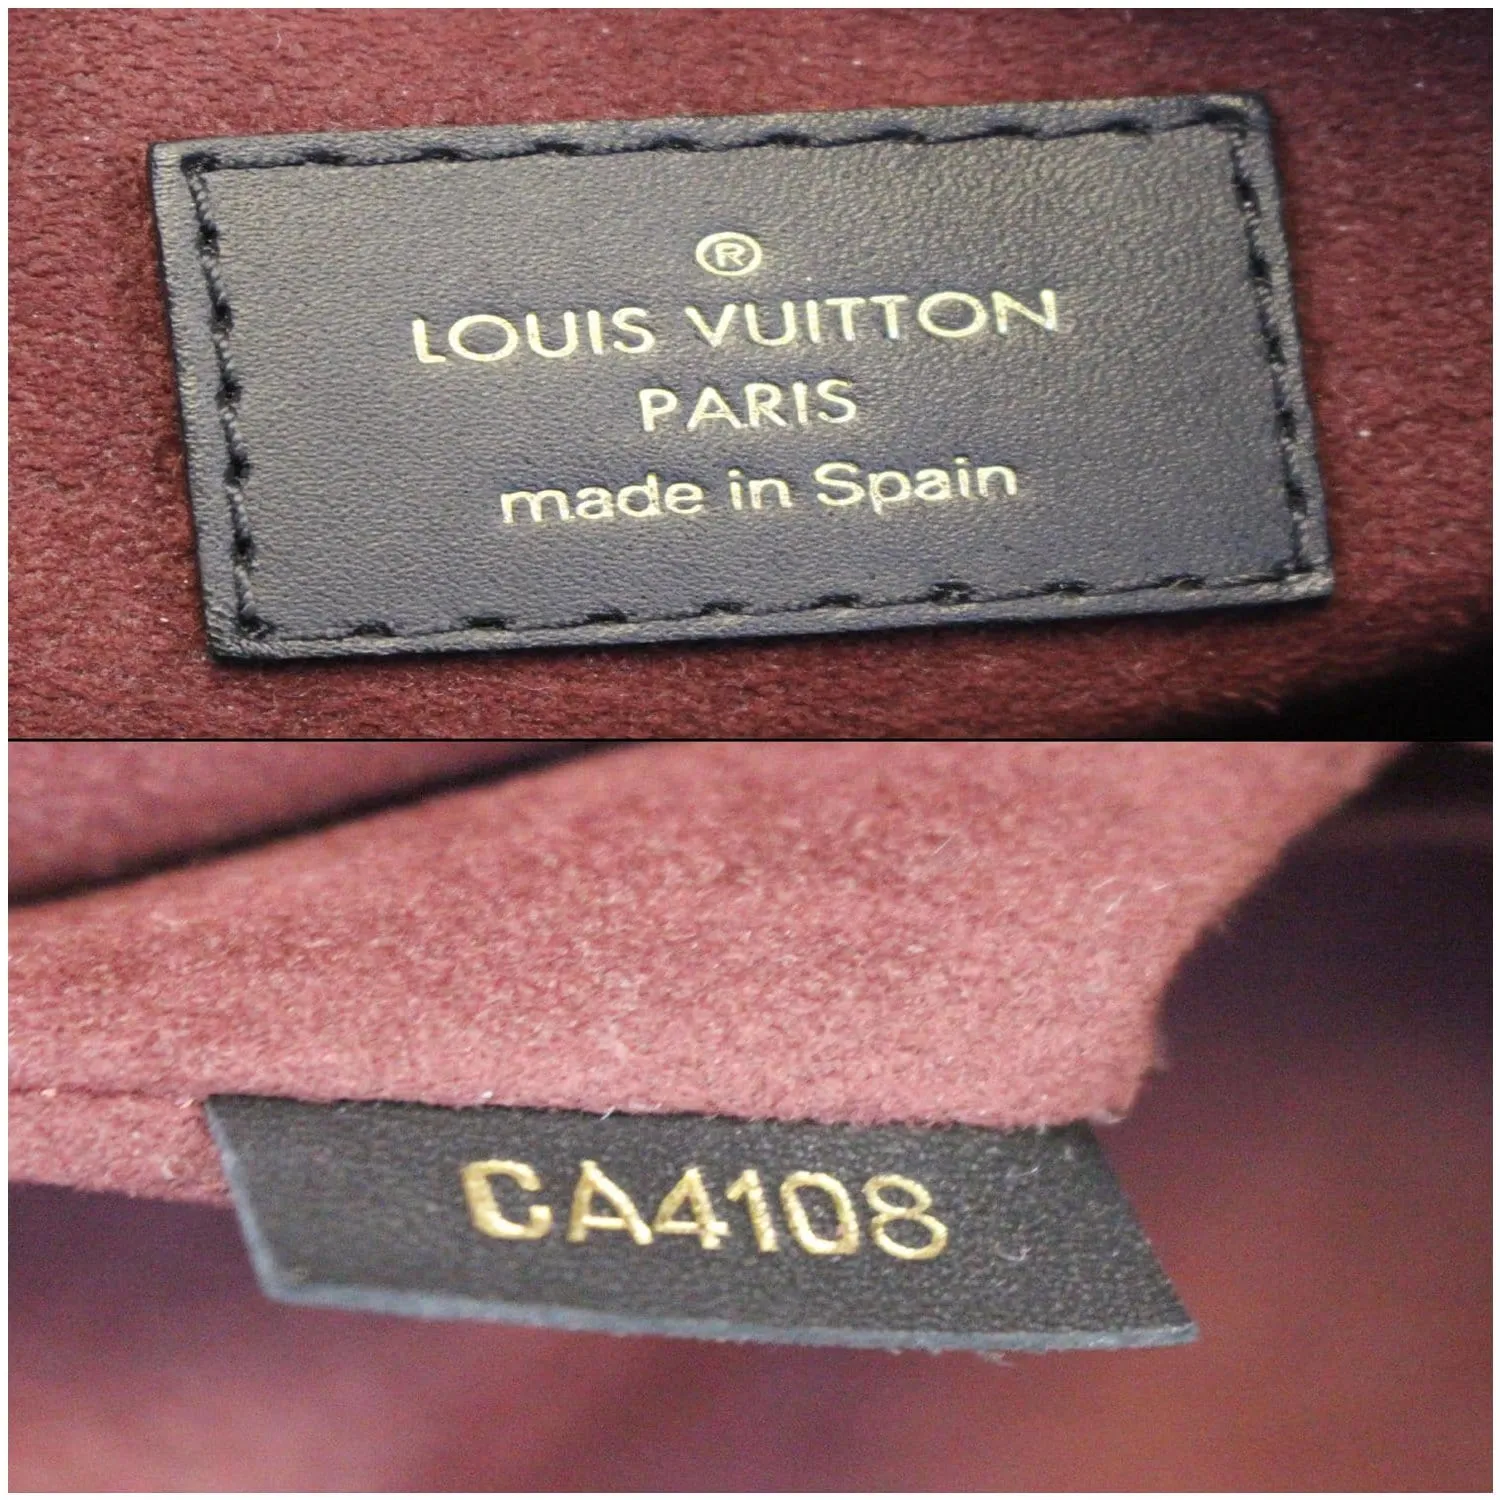 ®
LOUIS VUITTON
PARIS
made in Spain
CA4108